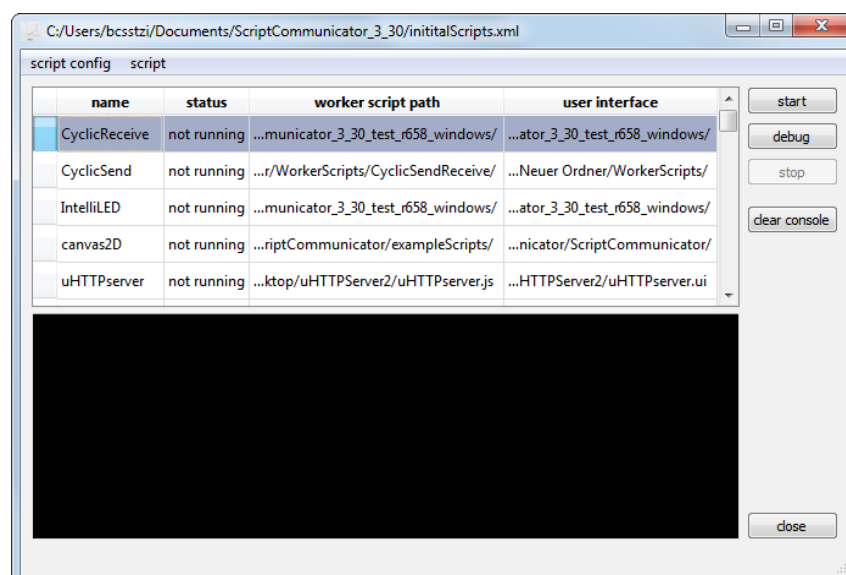 C:/Users/bcsstzi/Documents/ScriptCommunicator_3_30/inititalScripts.xml
script config script
name status worker script path user interface
CyclicReceive not running ...municator_3_30_test_r658_windows/ ...ator_3_30_test_r658_windows/
CyclicSend not running ...r/WorkerScripts/CyclicSendReceive/ ...Neuer Ordner/WorkerScripts/
IntelliLED not running ...municator_3_30_test_r658_windows/ ...ator_3_30_test_r658_windows/
canvas2D not running ...riptCommunicator/exampleScripts/ ...nicator/ScriptCommunicator/
uHTTPserver not running ...ktop/uHTTPServer2/uHTTPserver.js ...HTTPServer2/uHTTPserver.ui
start
debug
stop
clear console
close